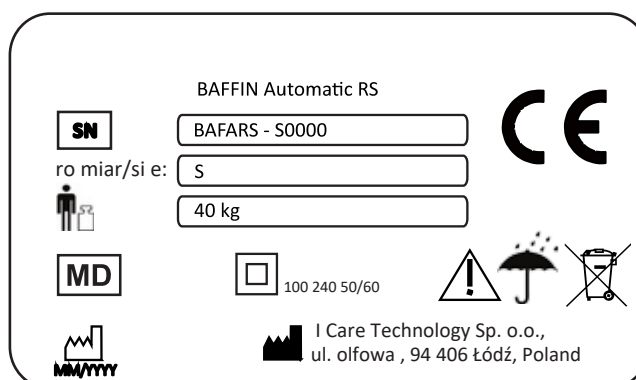 BAFFIN Automatic RS
SN
BAFARS - S0000
ro miar/si e:
S
40 kg
MD
100 240 50/60
MM/YYYY
I Care Technology Sp. o.o.,
ul. olfowa , 94 406 Łódź, Poland
CE